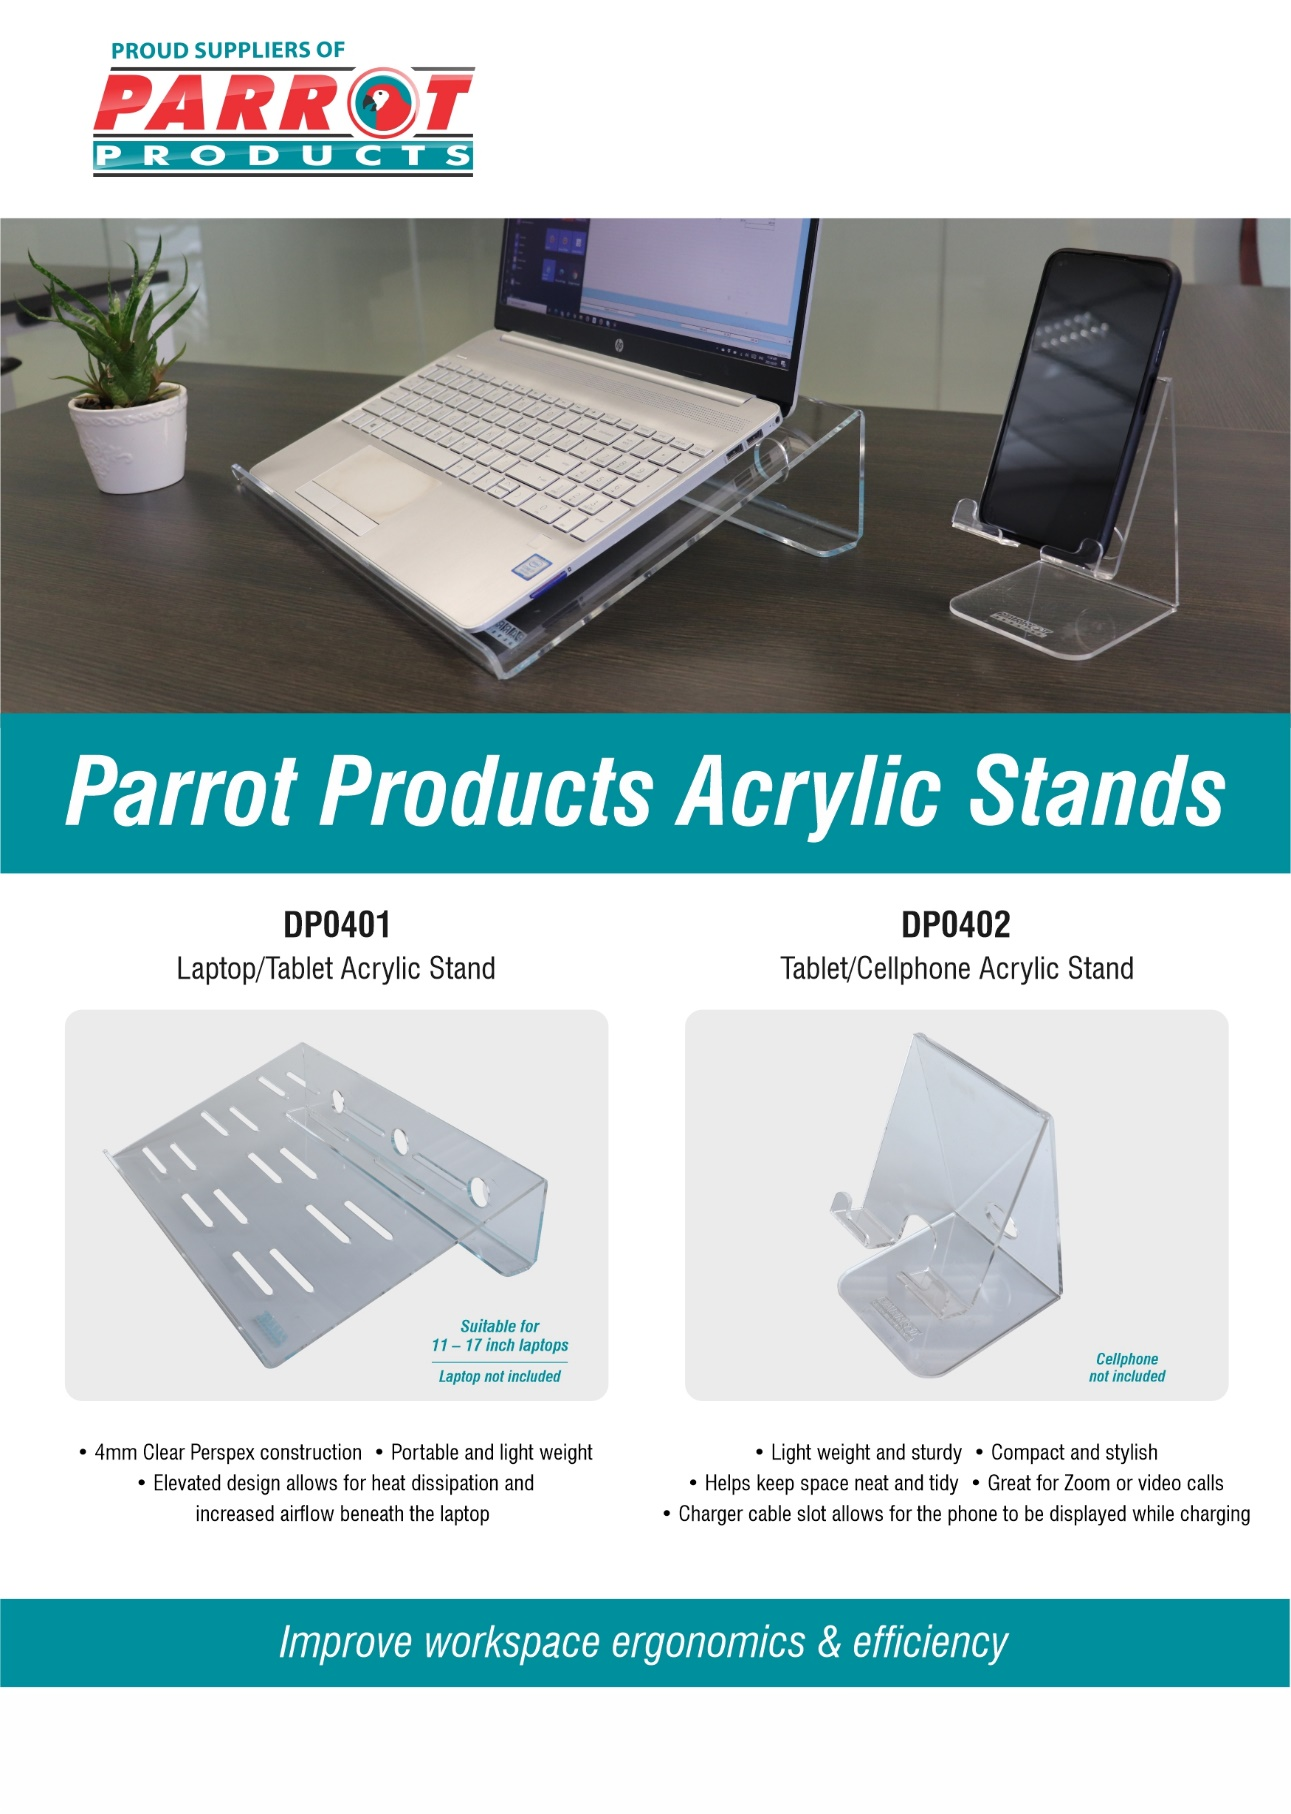 PROUD SUPPLIERS OF
PARROT
PRODUCTS
Parrot Products Acrylic Stands
DP0401
Laptop/Tablet Acrylic Stand
Suitable for
11 – 17 inch laptops
Laptop not included
• 4mm Clear Perspex construction • Portable and light weight
• Elevated design allows for heat dissipation and
increased airflow beneath the laptop
DP0402
Tablet/Cellphone Acrylic Stand
Cellphone
not included
• Light weight and sturdy • Compact and stylish
• Helps keep space neat and tidy • Great for Zoom or video calls
• Charger cable slot allows for the phone to be displayed while charging
Improve workspace ergonomics & efficiency